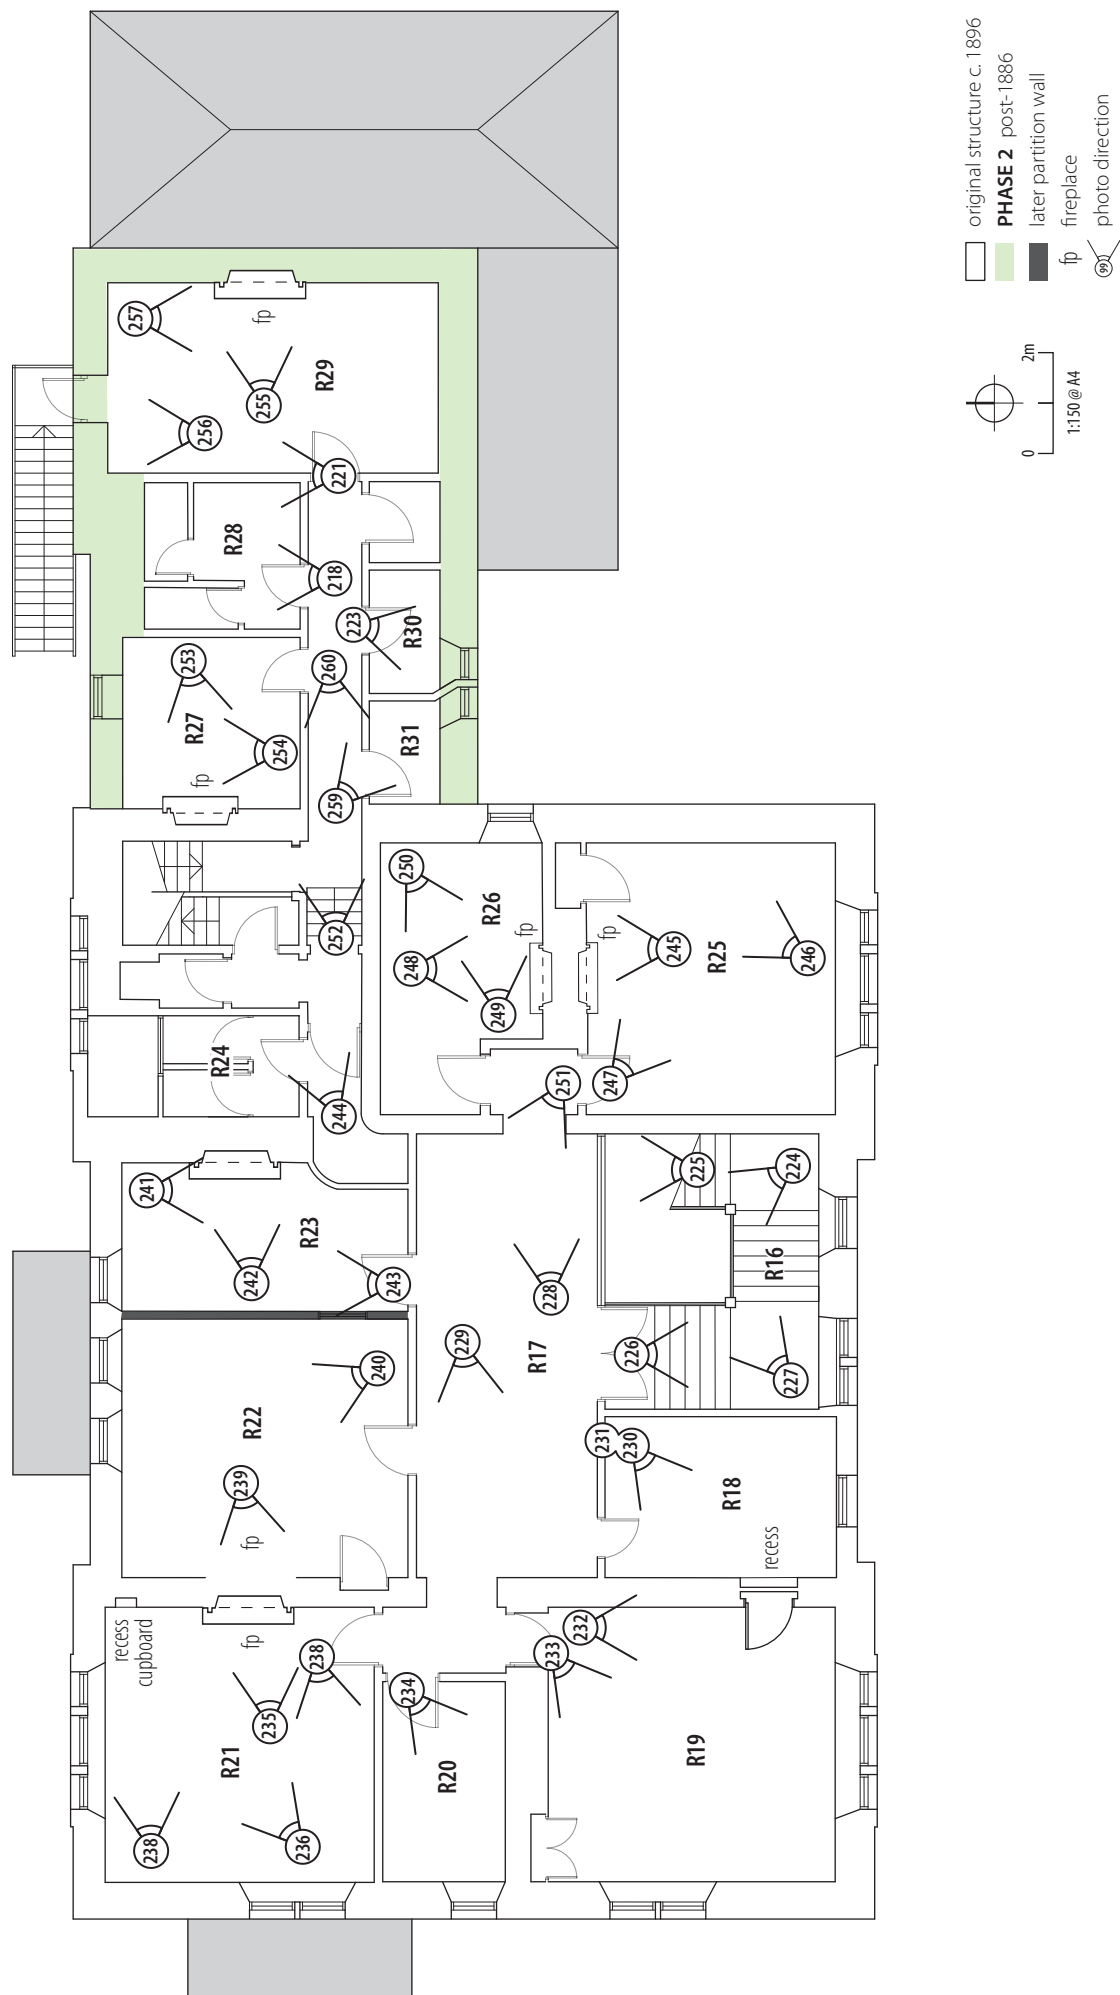 recess
cupboard
257
241
238
253
R27
fp
256
R24
R21
R28
239
fp
fp
242
R22
fp
255
235
254
236
R23
238
R29
260
218
252
259
221
244
223
240
243
250
234
R31
248
R30
R20
229
R26
249
fp
R17
228
233
251
232
231
fp
247
226
230
245
225
R19
R25
R18
recess
R16
227
224
246
0 2m
1:150 @ A4
original structure c. 1896
PHASE 2 post-1886
later partition wall
fp fireplace
99 photo direction